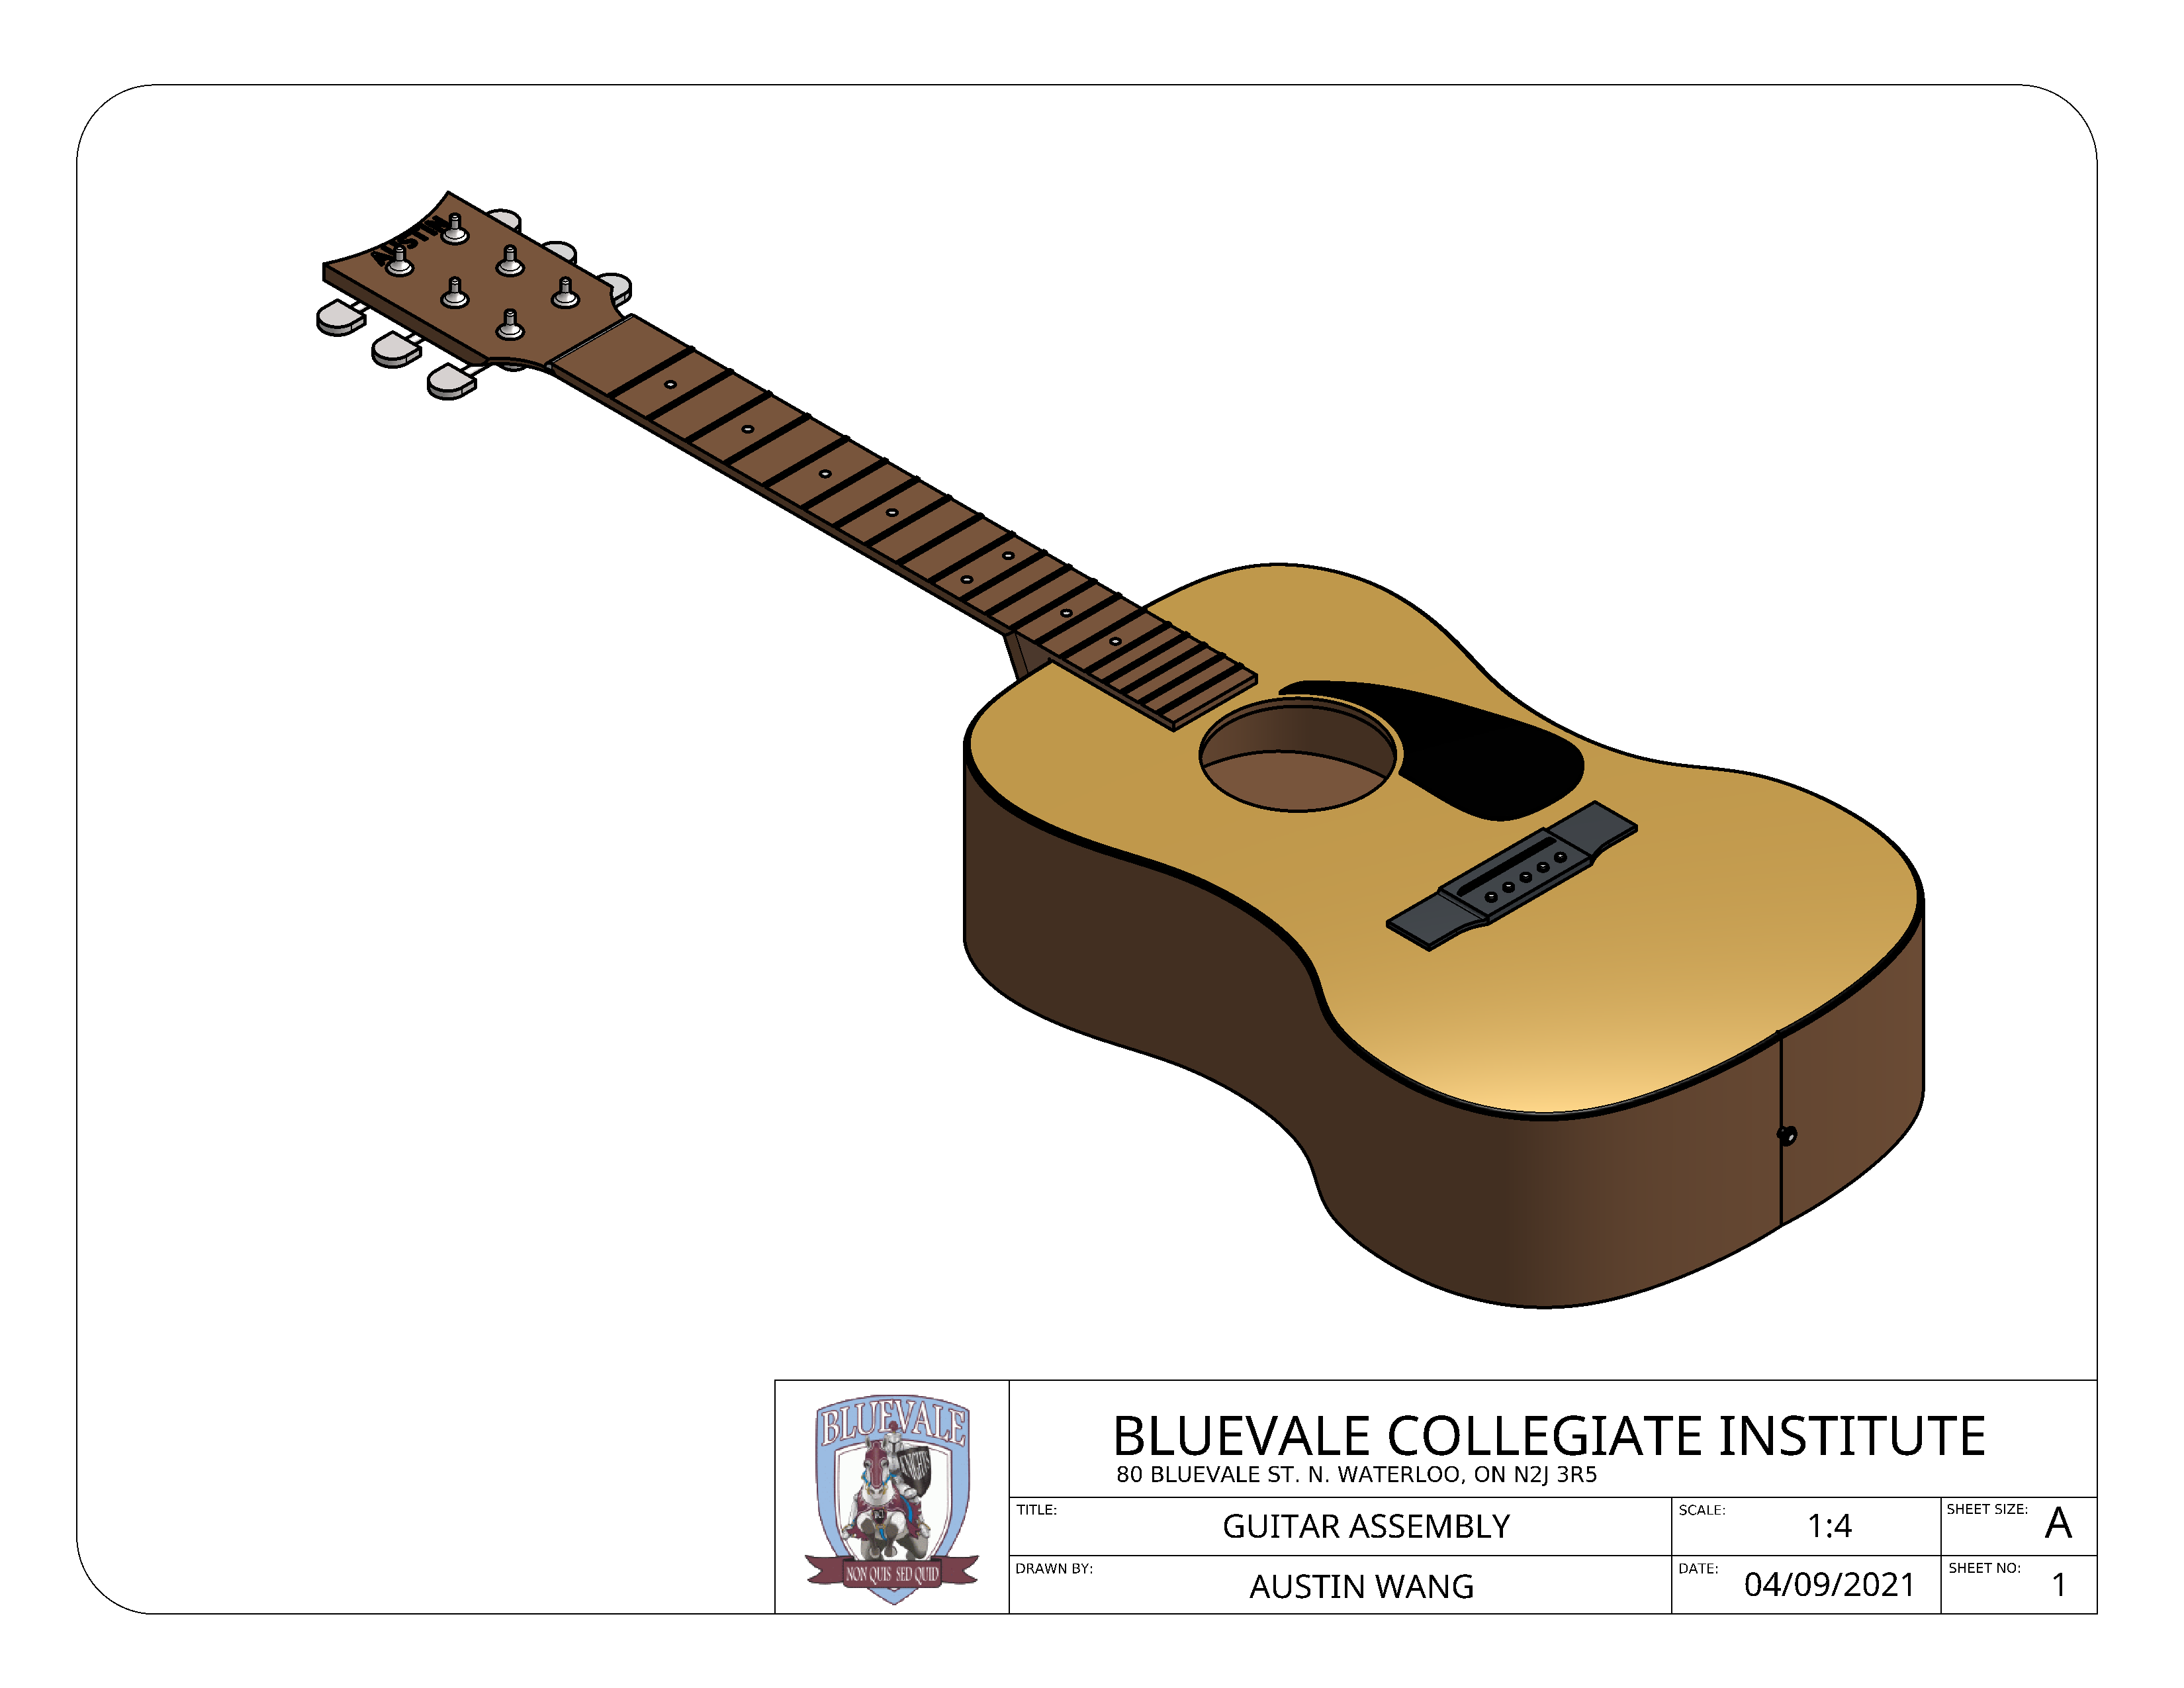 AUSTIN
BLUEVALE
KNIGHTS
BCI
NON QUIS SED QUID
BLUEVALE COLLEGIATE INSTITUTE
80 BLUEVALE ST. N. WATERLOO, ON N2J 3R5
TITLE:
GUITAR ASSEMBLY
SCALE:
1:4
SHEET SIZE:
A
DRAWN BY:
AUSTIN WANG
DATE:
04/09/2021
SHEET NO:
1